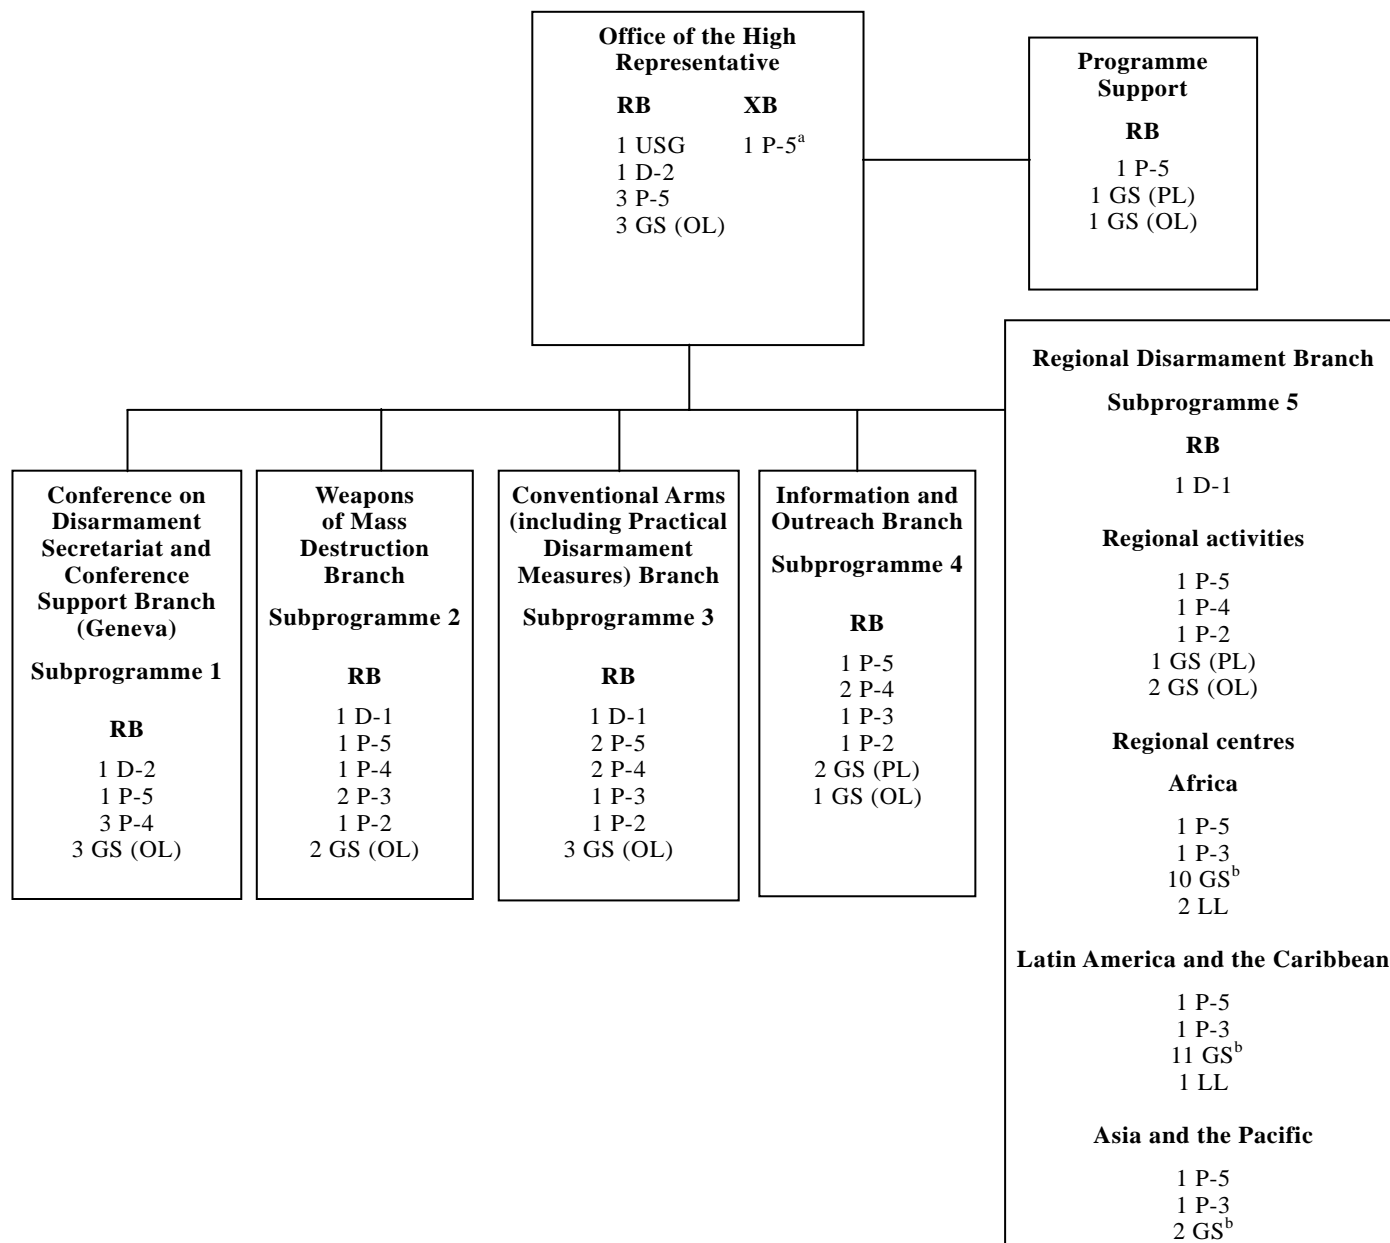 Office of the High
Representative
RB XB
1 USG 1 P-5ᵃ
1 D-2
3 P-5
3 GS (OL)
Programme
Support
RB
1 P-5
1 GS (PL)
1 GS (OL)
Conference on
Disarmament
Secretariat and
Conference
Support Branch
(Geneva)
Subprogramme 1
RB
1 D-2
1 P-5
3 P-4
3 GS (OL)
Weapons
of Mass
Destruction
Branch
Subprogramme 2
RB
1 D-1
1 P-5
1 P-4
2 P-3
1 P-2
2 GS (OL)
Conventional Arms
(including Practical
Disarmament
Measures) Branch
Subprogramme 3
RB
1 D-1
2 P-5
2 P-4
1 P-3
1 P-2
3 GS (OL)
Information and
Outreach Branch
Subprogramme 4
RB
1 P-5
2 P-4
1 P-3
1 P-2
2 GS (PL)
1 GS (OL)
Regional Disarmament Branch
Subprogramme 5
RB
1 D-1
Regional activities
1 P-5
1 P-4
1 P-2
1 GS (PL)
2 GS (OL)
Regional centres
Africa
1 P-5
1 P-3
10 GSᵇ
2 LL
Latin America and the Caribbean
1 P-5
1 P-3
11 GSᵇ
1 LL
Asia and the Pacific
1 P-5
1 P-3
2 GSᵇ